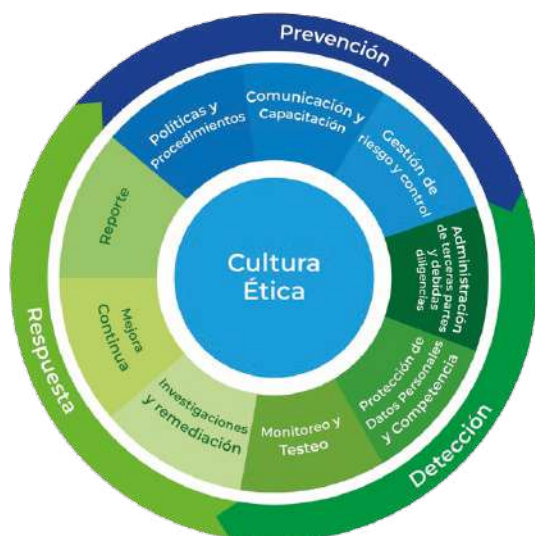 Prevención
Políticas y
Procedimientos
Comunicación y
Capacitación
Gestión de
riesgo y control
Administración
de terceras partes
y debidas
diligencias
Protección de
Datos Personales
y Competencia
Detección
Monitoreo y
Testeo
Investigaciones
y remediación
Mejora
Continua
Reporte
Respuesta
Cultura
Ética